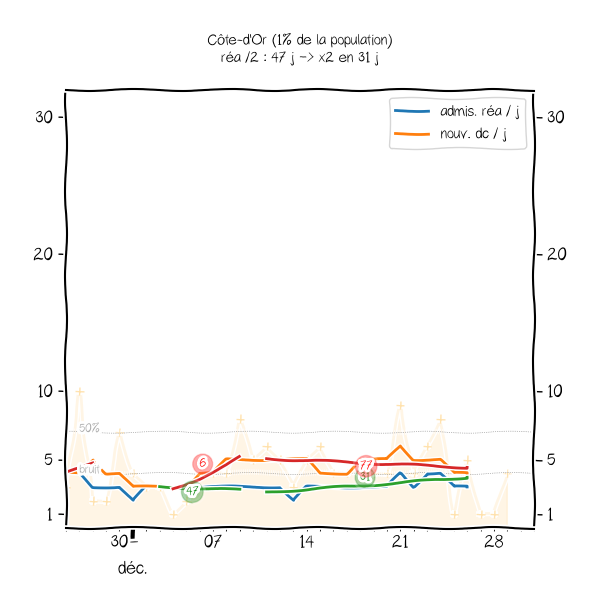 Côte-d'Or (1% de la population)
réa /2 : 47 j -> x2 en 31 j
admis. réa / j
nouv. dc / j
30 30
20 20
10 10
50%
5 5
bruit
6
77
31
47
1 1
30 07 14 21 28
déc.